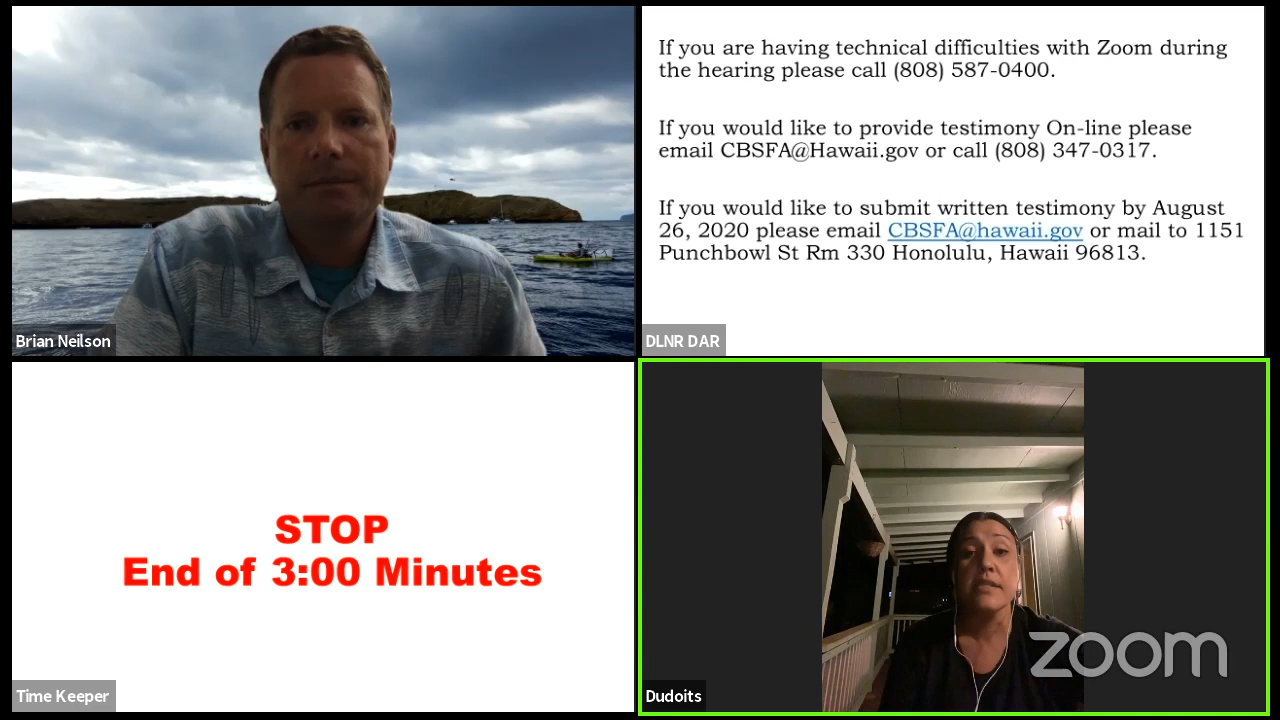 If you are having technical difficulties with Zoom during
the hearing please call (808) 587-0400.
If you would like to provide testimony On-line please
email CBSFA@Hawaii.gov or call (808) 347-0317.
If you would like to submit written testimony by August
26, 2020 please email CBSFA@hawaii.gov or mail to 1151
Punchbowl St Rm 330 Honolulu, Hawaii 96813.
Brian Neilson
DLNR DAR
STOP
End of 3:00 Minutes
zoom
Time Keeper
Dudoits